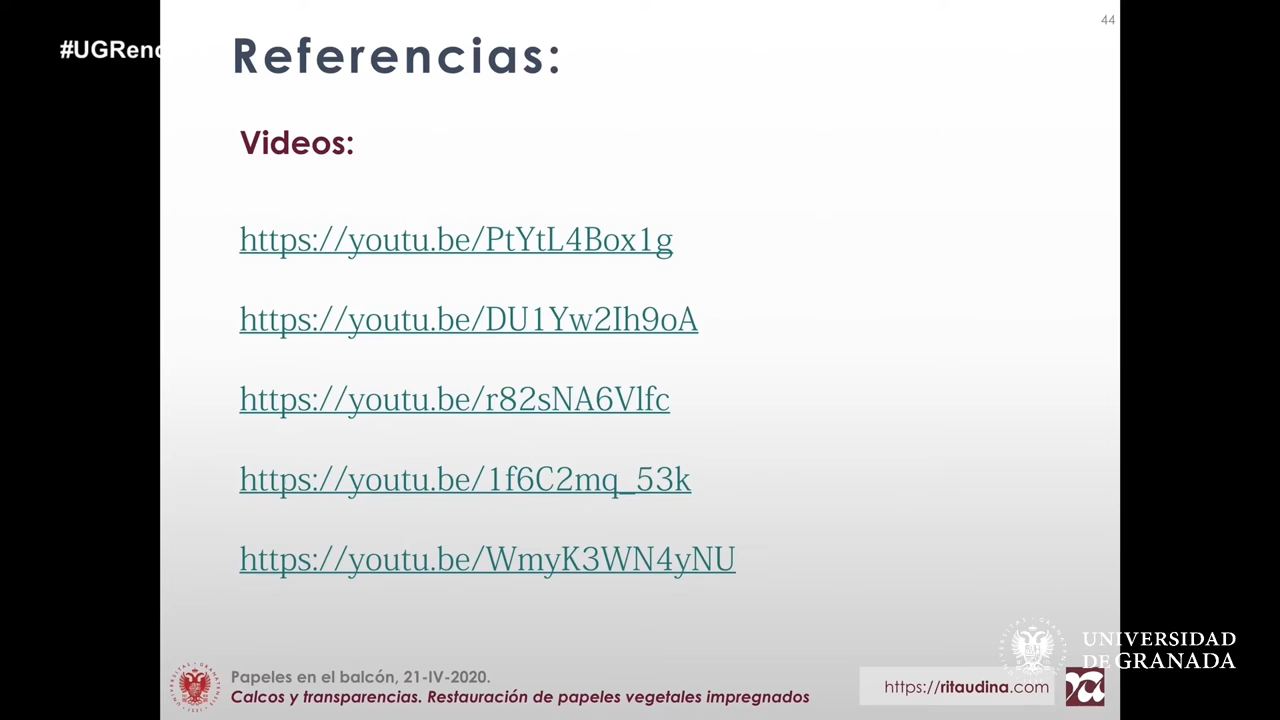 44
#UGRenc
Referencias:
Videos:
https://youtu.be/PtYtL4Box1g
https://youtu.be/DU1Yw2Ih9oA
https://youtu.be/r82sNA6Vlfc
https://youtu.be/1f6C2mq_53k
https://youtu.be/WmyK3WN4yNU
UNIVERSIDAD
DE GRANADA
Papeles en el balcón, 21-IV-2020.
Calcos y transparencias. Restauración de papeles vegetales impregnados
https://ritaudina.com